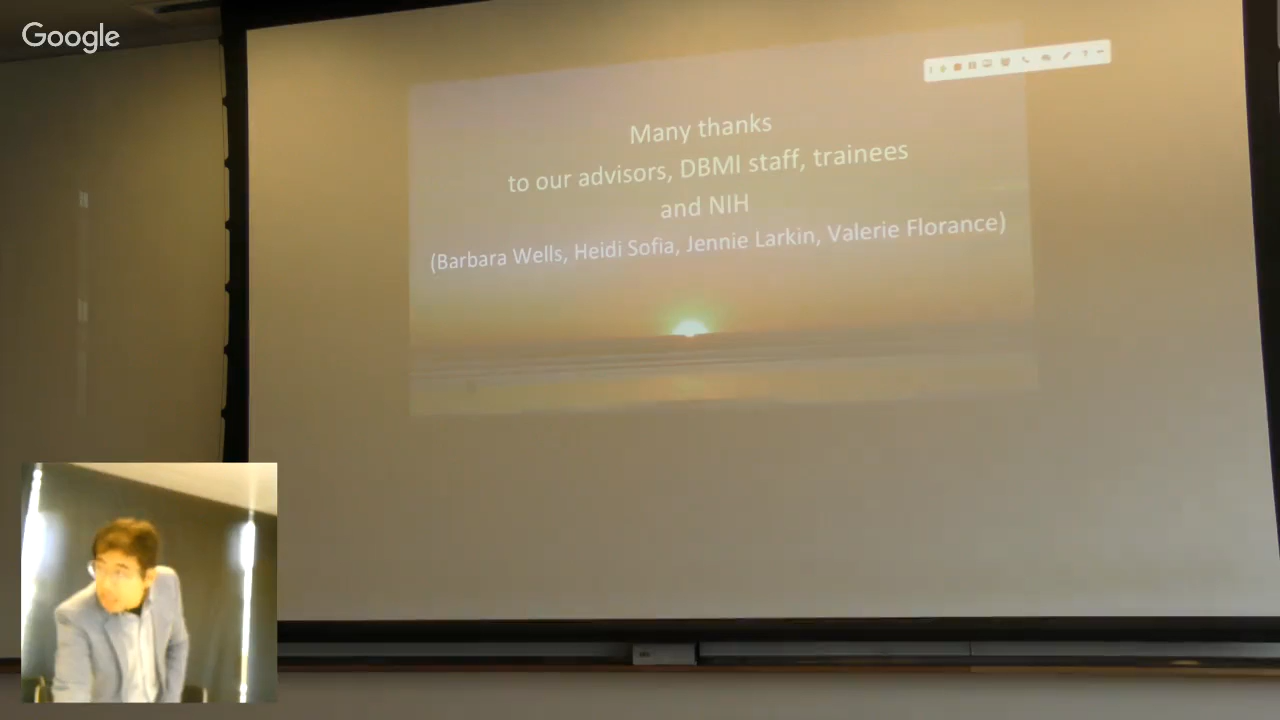 Google
Many thanks
to our advisors, DBMI staff, trainees
and NIH
(Barbara Wells, Heidi Sofia, Jennie Larkin, Valerie Florance)